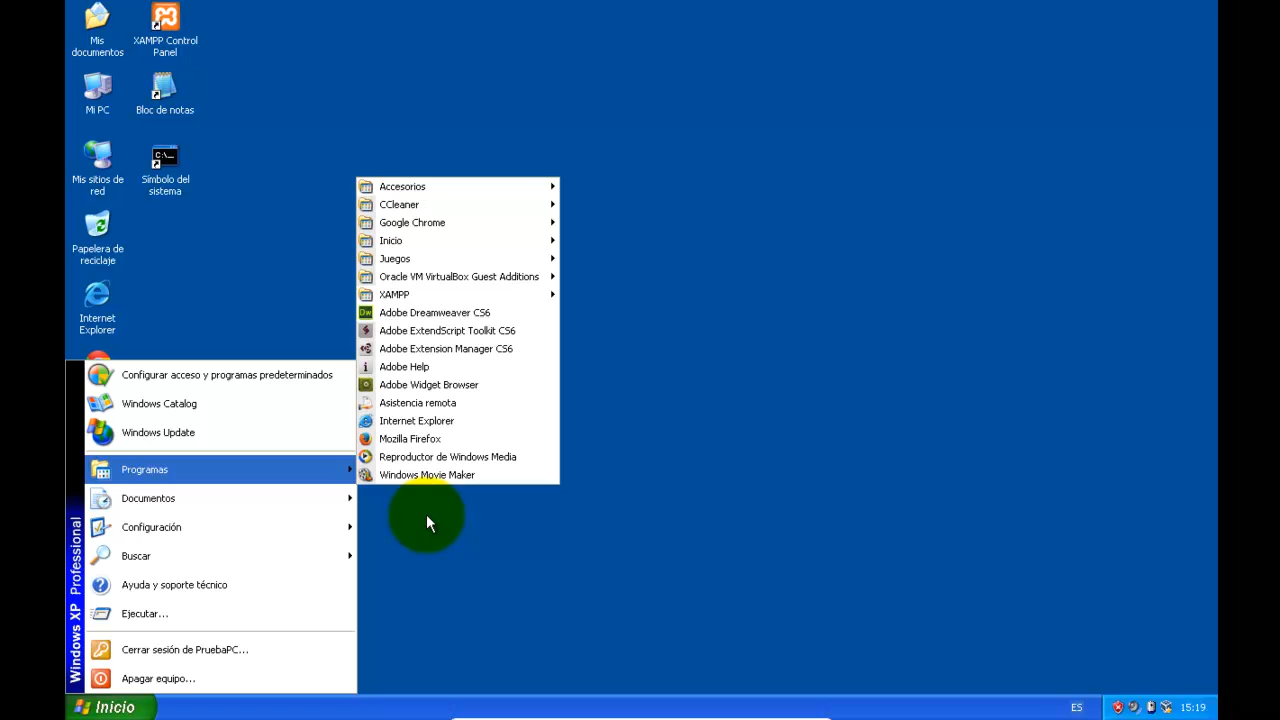 Mis
documentos
XAMPP Control
Panel
Mi PC
Bloc de notas
Mis sitios de
red
C:\...
Símbolo del
sistema
Papelera de
reciclaje
Internet
Explorer
Accesorios
CCleaner
Google Chrome
Inicio
Juegos
Oracle VM VirtualBox Guest Additions
XAMPP
Dw Adobe Dreamweaver CS6
Adobe ExtendScript Toolkit CS6
Adobe Extension Manager CS6
Adobe Help
Adobe Widget Browser
Asistencia remota
Internet Explorer
Mozilla Firefox
Reproductor de Windows Media
Windows Movie Maker
Configurar acceso y programas predeterminados
Windows Catalog
Windows Update
Programas
Documentos
Configuración
Buscar
Ayuda y soporte técnico
Ejecutar...
Cerrar sesión de PruebaPC...
Apagar equipo...
Windows XP Professional
Inicio
ES
15:19